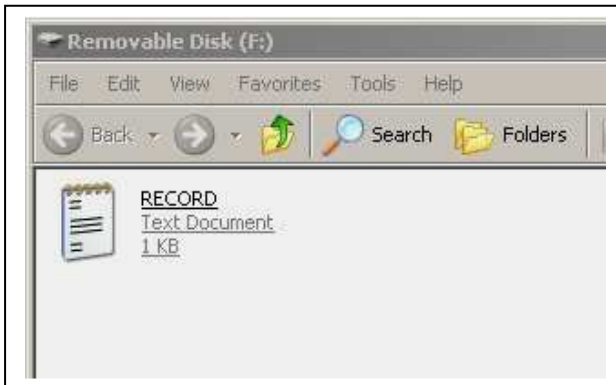 Removable Disk (F:)
File Edit View Favorites Tools Help
Back Search Folders
RECORD
Text Document
1 KB